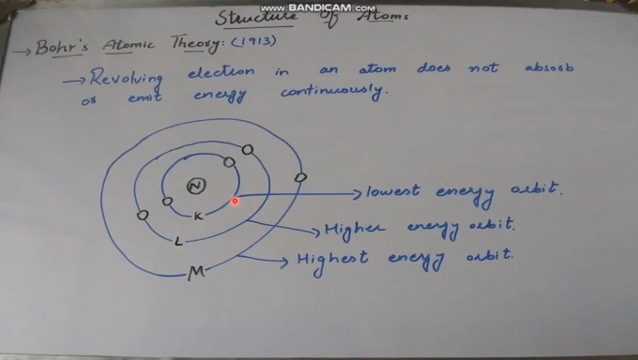 Structure of Atoms
www.BANDICAM.com
→ Bohr's Atomic Theory: (1913)
→ Revolving electron in an atom does not absorb
or emit energy continuously.
N
K
L
M
→ lowest energy orbit.
→ Higher energy orbit.
→ Highest energy orbit.